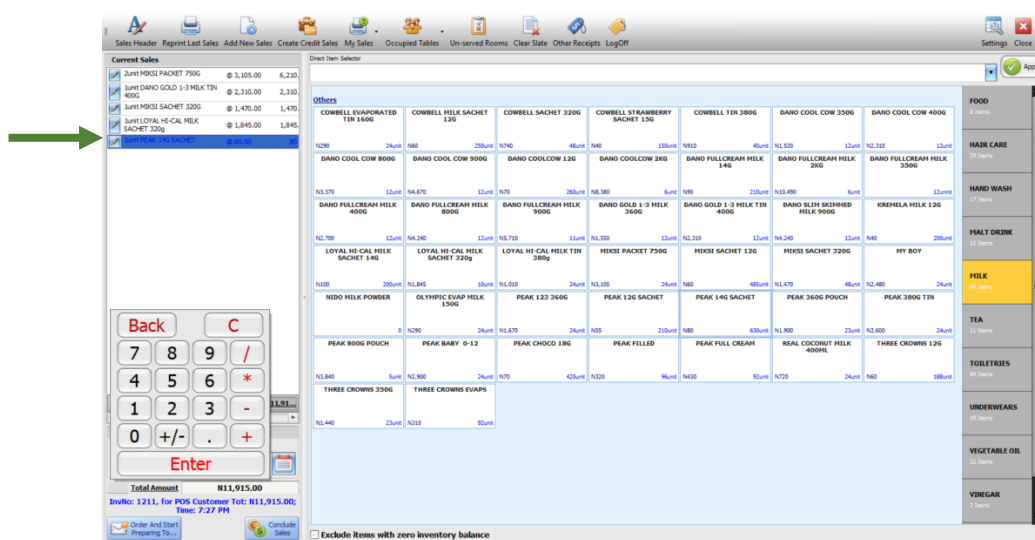 Sales Header Reprint Last Sales Add New Sales Create Credit Sales My Sales Occupied Tables Un-served Rooms Clear Slate Other Receipts LogOff Settings Close
Current Sales
2unit MIKSI PACKET 750G @ 3,105.00 6,210.
1unit DANO GOLD 1-3 MILK TIN 400G @ 2,310.00 2,310.
1unit MIKSI SACHET 320G @ 1,470.00 1,470.
1unit LOYAL HI-CAL MILK SACHET 320g @ 1,845.00 1,845.
1unit PEAK 14G SACHET @ 80.00 80
Direct Item Selector
App
Others
COWBELL EVAPORATED TIN 160G N290 24unit
COWBELL MILK SACHET 12G N60 250unit
COWBELL SACHET 320G N740 48unit
COWBELL STRAWBERRY SACHET 15G N40 150unit
COWBELL TIN 380G N910 45unit
DANO COOL COW 350G N1,520 12unit
DANO COOL COW 400G N2,310 12unit
DANO COOL COW 800G N3,370 12unit
DANO COOL COW 900G N4,670 12unit
DANO COOLCOW 12G N70 260unit
DANO COOLCOW 2KG N8,380 6unit
DANO FULLCREAM MILK 14G N90 210unit
DANO FULLCREAM MILK 2KG N10,490 6unit
DANO FULLCREAM MILK 350G 12unit
DANO FULLCREAM MILK 400G N2,700 12unit
DANO FULLCREAM MILK 800G N4,240 12unit
DANO FULLCREAM MILK 900G N5,710 11unit
DANO GOLD 1-3 MILK 360G N1,550 12unit
DANO GOLD 1-3 MILK TIN 400G N2,310 12unit
DANO SLIM SKIMMED MILK 900G N4,240 12unit
KREMELA MILK 12G N40 200unit
LOYAL HI-CAL MILK SACHET 14G N100 200unit
LOYAL HI-CAL MILK SACHET 320g N1,845 10unit
LOYAL HI-CAL MILK TIN 380g N1,010 24unit
MIKSI PACKET 750G N3,105 24unit
MIKSI SACHET 12G N60 485unit
MIKSI SACHET 320G N1,470 48unit
MY BOY N2,480 24unit
NIDO MILK POWDER 0
OLYMPIC EVAP MILK 150G N290 24unit
PEAK 123 360G N1,670 24unit
PEAK 12G SACHET N55 210unit
PEAK 14G SACHET N80 630unit
PEAK 360G POUCH N1,900 23unit
PEAK 380G TIN N2,600 24unit
PEAK 800G POUCH N3,840 5unit
PEAK BABY 0-12 N2,900 24unit
PEAK CHOCO 18G N70 420unit
PEAK FILLED N320 96unit
PEAK FULL CREAM N430 92unit
REAL COCONUT MILK 400ML N720 24unit
THREE CROWNS 12G N60 188unit
THREE CROWNS 350G N1,440 23unit
THREE CROWNS EVAPS N310 92unit
FOOD
8 Items
HAIR CARE
29 Items
HAND WASH
17 Items
MALT DRINK
15 Items
MILK
44 Items
TEA
11 Items
TOILETRIES
84 Items
UNDERWEARS
VEGETABLE OIL
22 Items
VINEGAR
2 Items
Back C
7 8 9 /
4 5 6 *
1 2 3 -
0 +/- . +
Enter
11,91...
Total Amount N11,915.00
InvNo: 1211, for POS Customer Tot: N11,915.00;
Time: 7:27 PM
Order And Start Preparing To...
Conclude Sales
Exclude items with zero inventory balance